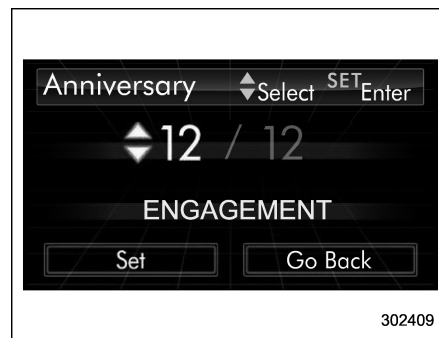 Anniversary Select SET Enter
12 / 12
ENGAGEMENT
Set Go Back
302409